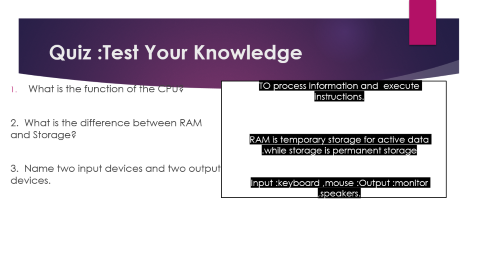 Quiz :Test Your Knowledge
1. What is the function of the CPU?
2. What is the difference between RAM
and Storage?
3. Name two input devices and two output
devices.
TO process information and execute
instructions.
RAM is temporary storage for active data
.while storage is permanent storage
Input :keyboard ,mouse :Output :monitor
,speakers.